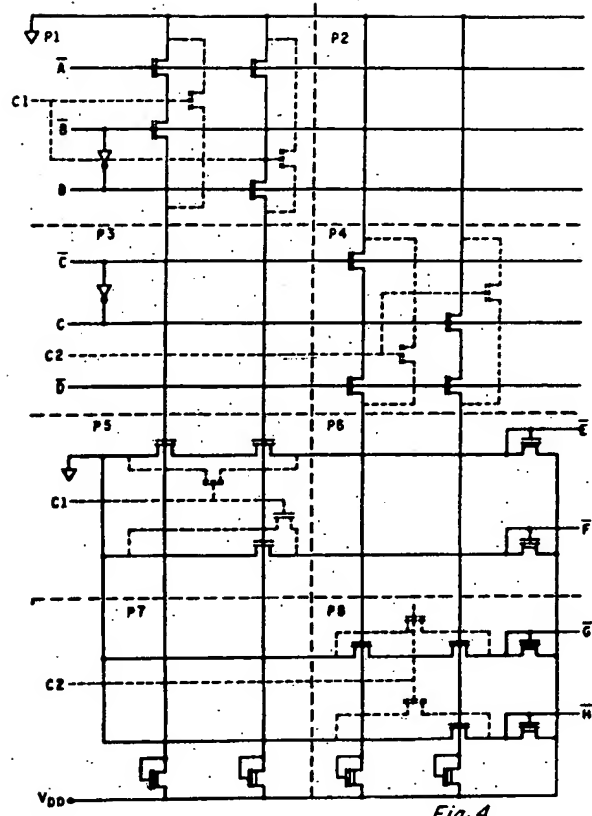 P1 P2
A̅
C1
B̅
B
P3 P4
C̅
C
C2
D̅
P5 P6
E̅
C1
F̅
P7 P8
G̅
C2
H̅
VDD
Fig. 4